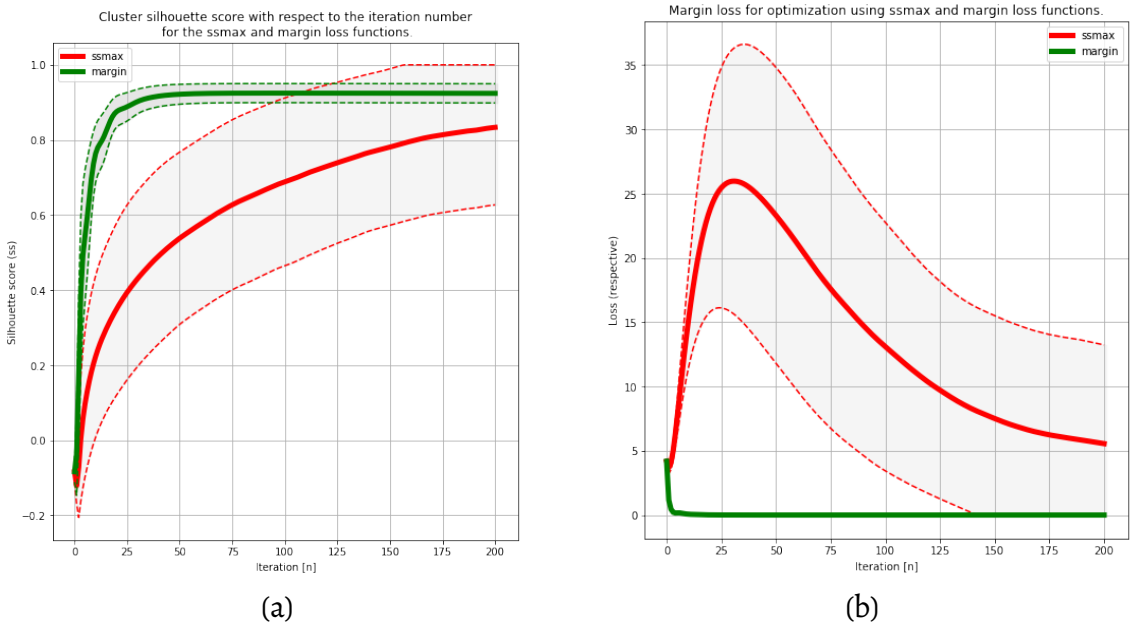 Cluster silhouette score with respect to the iteration number
for the ssmax and margin loss functions.
ssmax
margin
Silhouette score (ss)
1.0
0.8
0.6
0.4
0.2
0.0
−0.2
0 25 50 75 100 125 150 175 200
Iteration [n]
(a)
Margin loss for optimization using ssmax and margin loss functions.
ssmax
margin
Loss (respective)
35
30
25
20
15
10
5
0
0 25 50 75 100 125 150 175 200
Iteration [n]
(b)